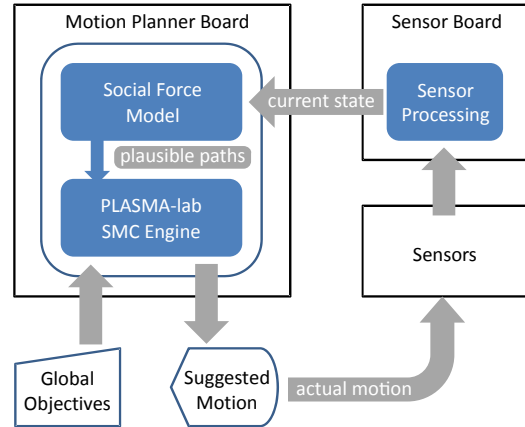 Motion Planner Board
Sensor Board
Social Force
Model
current state
Sensor
Processing
plausible paths
PLASMA-lab
SMC Engine
Sensors
Global
Objectives
Suggested
Motion
actual motion